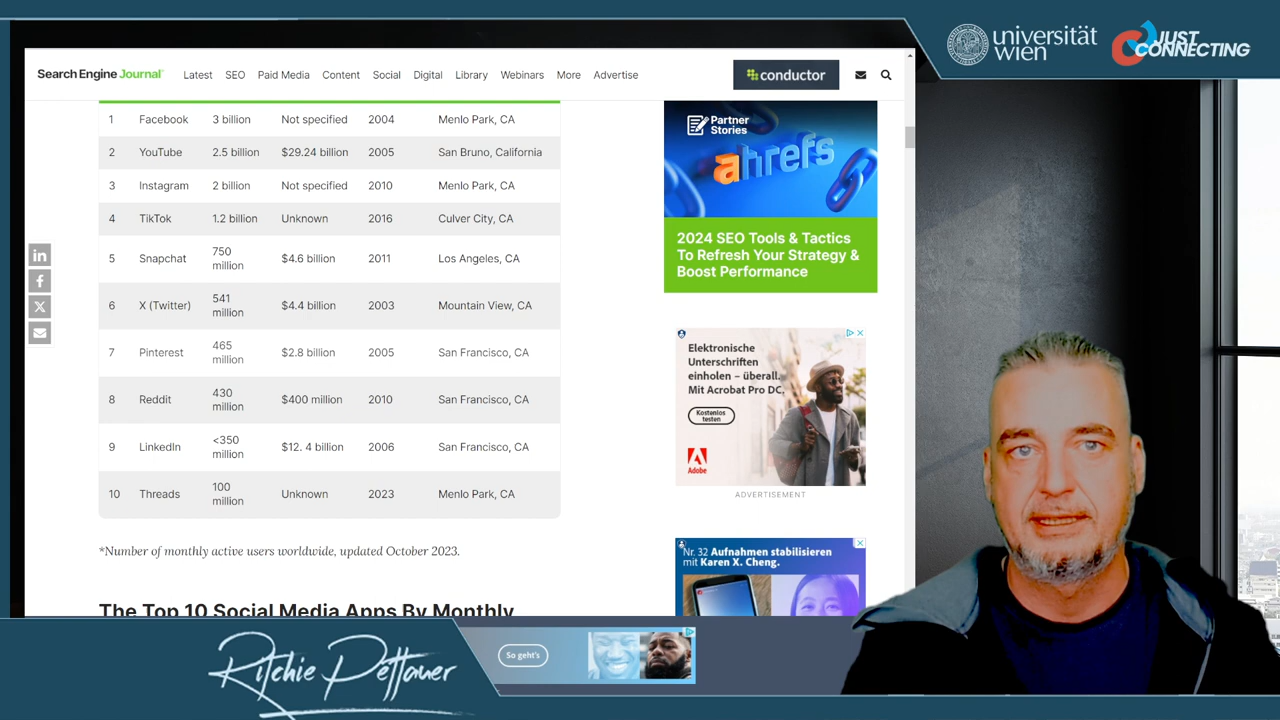 universität
wien
JUST
CONNECTING
Search Engine Journal
Latest SEO Paid Media Content Social Digital Library Webinars More Advertise
conductor
1 Facebook 3 billion Not specified 2004 Menlo Park, CA
2 YouTube 2.5 billion $29.24 billion 2005 San Bruno, California
3 Instagram 2 billion Not specified 2010 Menlo Park, CA
4 TikTok 1.2 billion Unknown 2016 Culver City, CA
5 Snapchat 750 million $4.6 billion 2011 Los Angeles, CA
6 X (Twitter) 541 million $4.4 billion 2003 Mountain View, CA
7 Pinterest 465 million $2.8 billion 2005 San Francisco, CA
8 Reddit 430 million $400 million 2010 San Francisco, CA
9 LinkedIn <350 million $12. 4 billion 2006 San Francisco, CA
10 Threads 100 million Unknown 2023 Menlo Park, CA
*Number of monthly active users worldwide, updated October 2023.
The Top 10 Social Media Apps By Monthly
Partner
Stories
ahrefs
2024 SEO Tools & Tactics
To Refresh Your Strategy &
Boost Performance
Elektronische
Unterschriften
einholen – überall.
Mit Acrobat Pro DC.
Kostenlos
testen
Adobe
ADVERTISEMENT
Nr. 32 Aufnahmen stabilisieren
mit Karen X. Cheng.
So geht's
Ritchie Pettauer